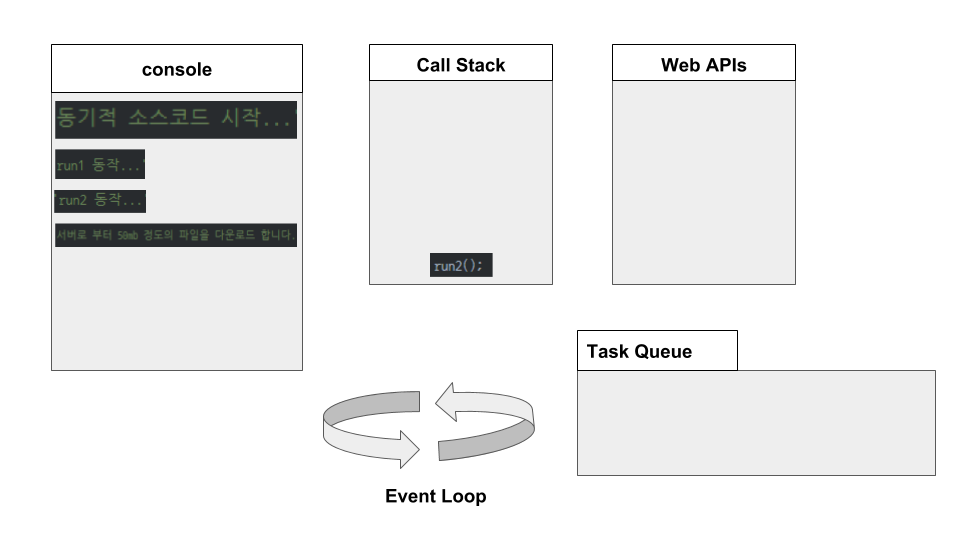 console
동기적 소스코드 시작...'
run1 동작...'
'run2 동작...'
서버로 부터 50mb 정도의 파일을 다운로드 합니다.
Call Stack
run2();
Web APIs
Task Queue
Event Loop